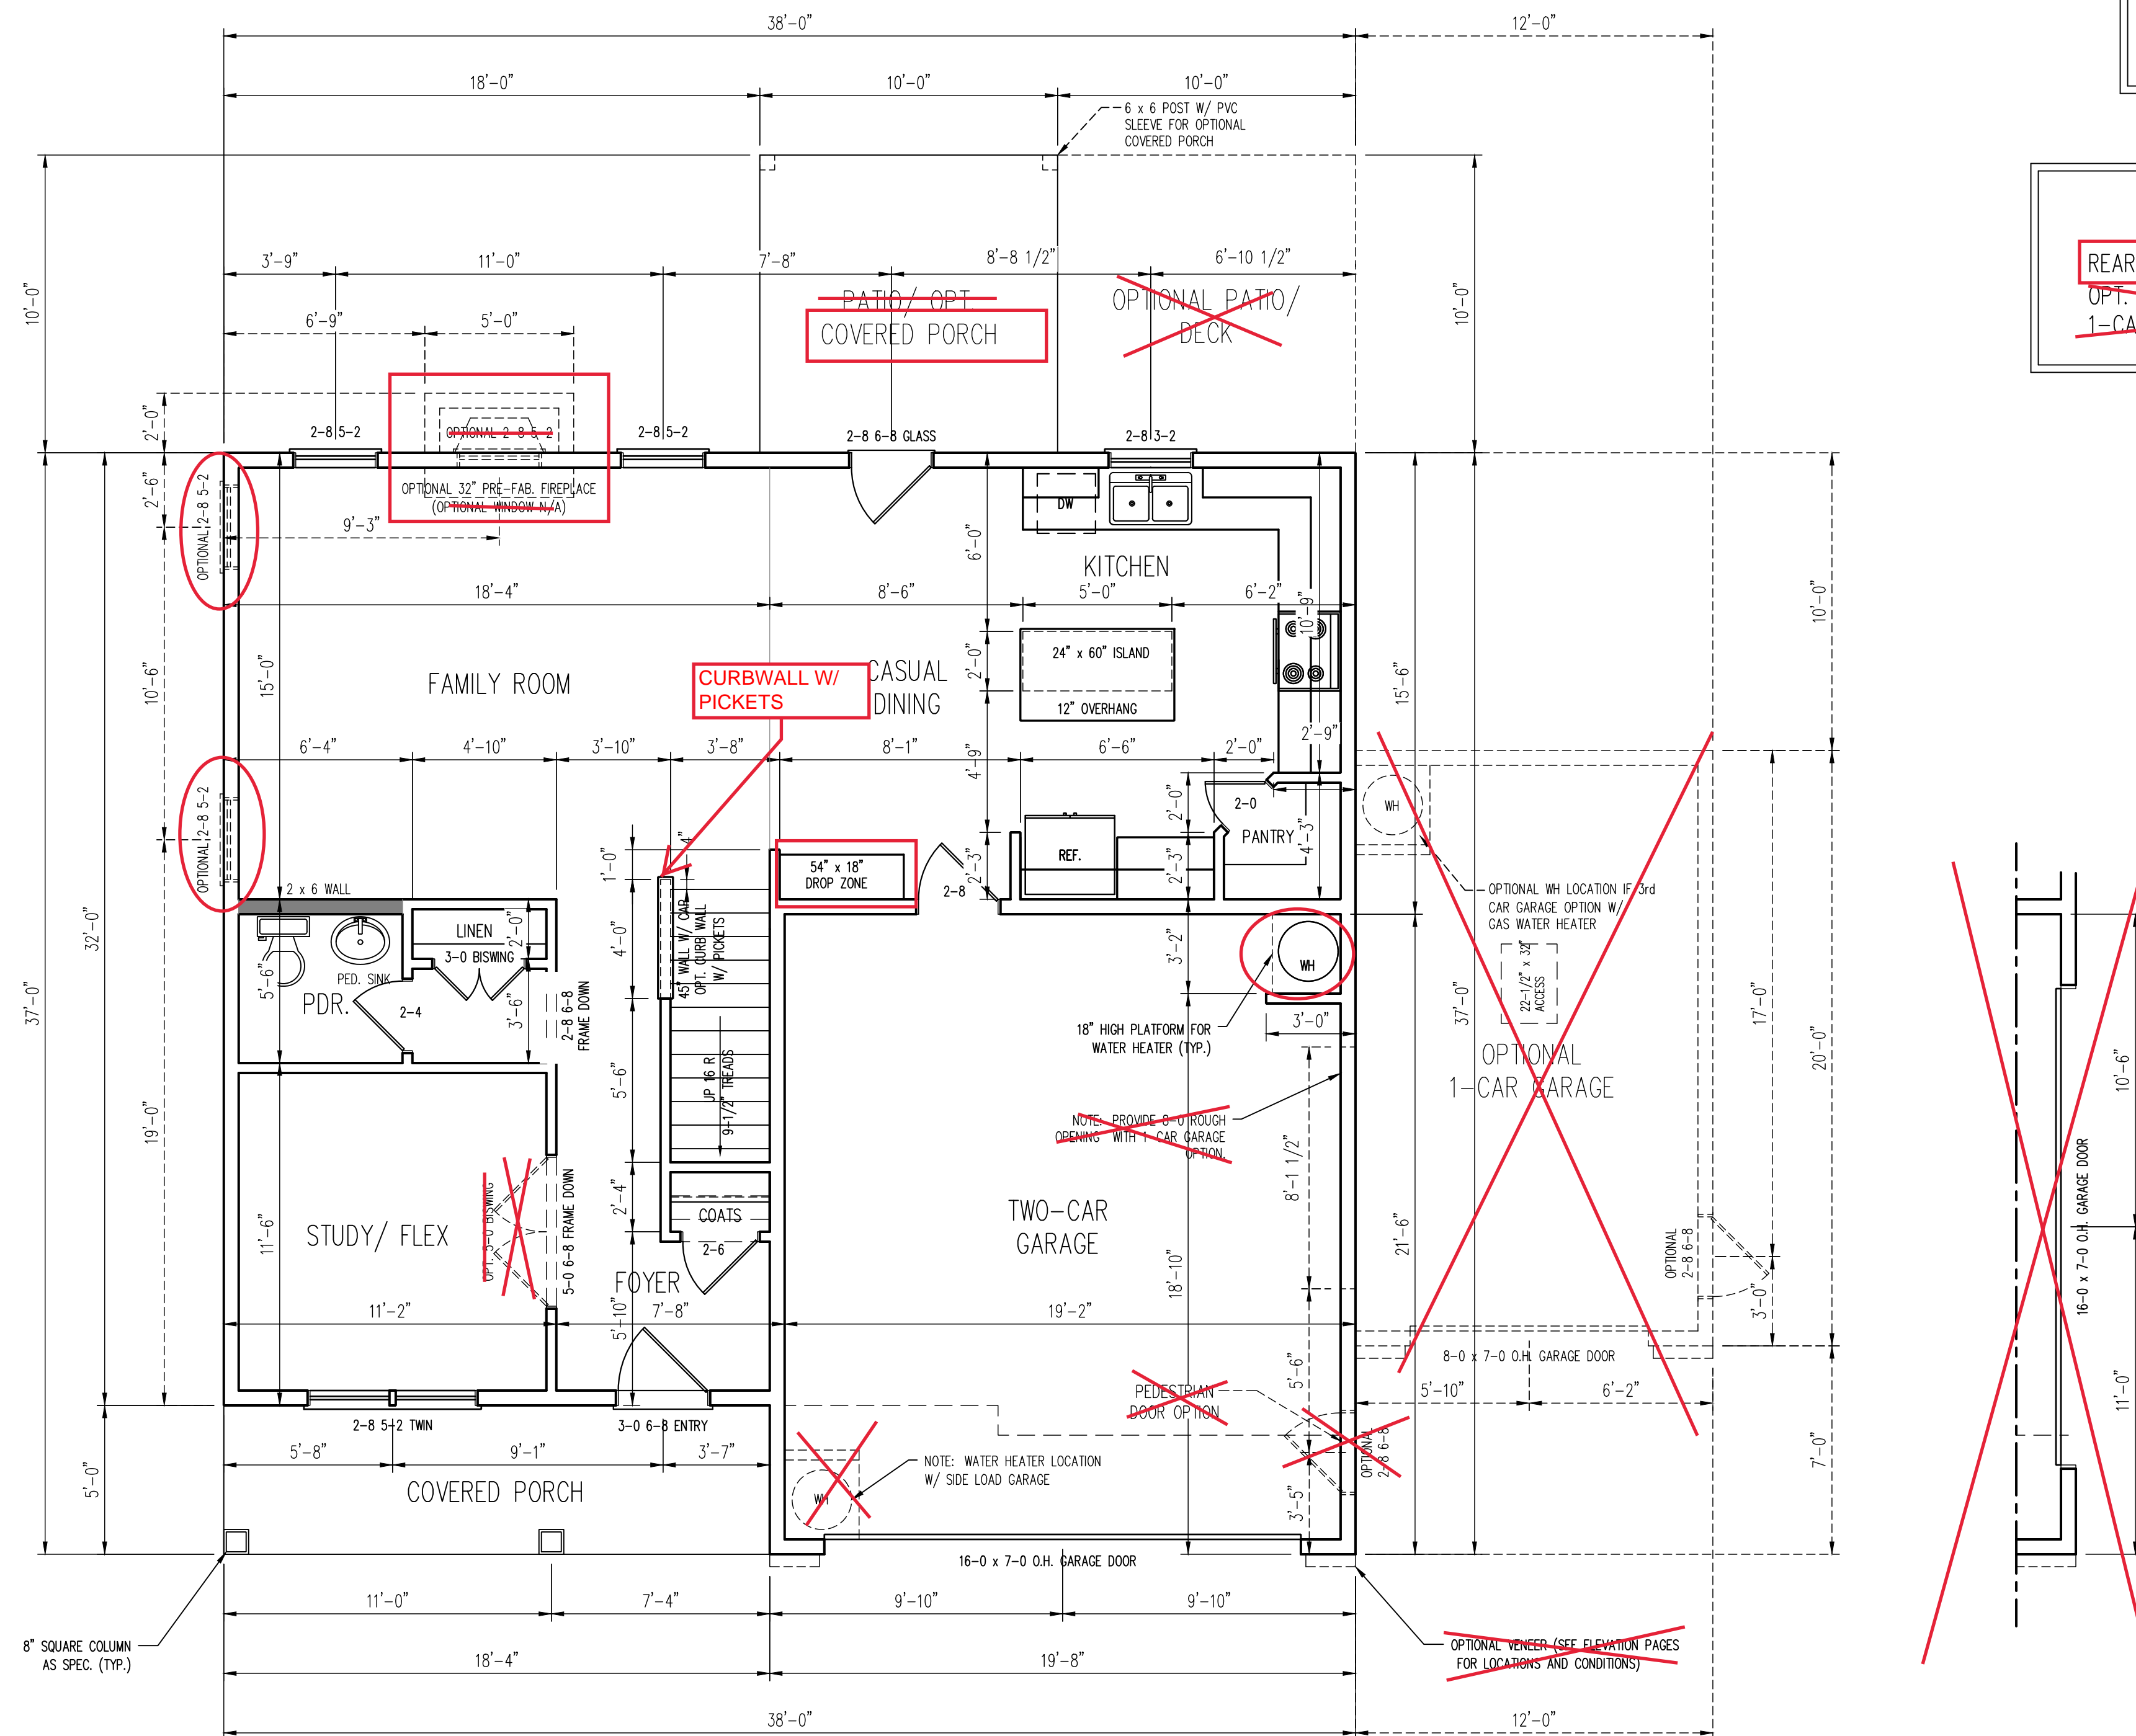 38'-0"
12'-0"
18'-0"
10'-0"
10'-0"
6 x 6 POST W/ PVC
SLEEVE FOR OPTIONAL
COVERED PORCH
3'-9"
11'-0"
7'-8"
8'-8 1/2"
6'-10 1/2"
10'-0"
10'-0"
PATIO/ OPT.
COVERED PORCH
OPTIONAL PATIO/
DECK
REAR
OPT.
1-CA
6'-9"
5'-0"
2'-0"
2-8 5-2
OPTIONAL 2-8 5-2
2-8 5-2
2-8 6-8 GLASS
2-8 3-2
OPTIONAL 32" PRE-FAB. FIREPLACE
(OPTIONAL WINDOW N/A)
9'-3"
2'-6"
OPTIONAL 2-8 5-2
DW
6'-0"
KITCHEN
18'-4"
8'-6"
5'-0"
6'-2"
10'-9"
10'-0"
24" x 60" ISLAND
12" OVERHANG
2'-0"
FAMILY ROOM
CURBWALL W/
PICKETS
CASUAL
DINING
10'-6"
15'-0"
15'-6"
6'-4"
4'-10"
3'-10"
3'-8"
8'-1"
4'-9"
6'-6"
2'-0"
2'-9"
OPTIONAL 2-8 5-2
1'-0"
4"
2'-0"
2-0
PANTRY
4'-3"
WH
54" x 18"
DROP ZONE
2-8
2'-3"
REF.
2'-3"
OPTIONAL WH LOCATION IF 3rd
CAR GARAGE OPTION W/
GAS WATER HEATER
2 x 6 WALL
32'-0"
37'-0"
LINEN
3-0 BISWING
2'-0"
PED. SINK
PDR.
5'-6"
2-4
3'-6"
2-8 6-8
FRAME DOWN
4'-0"
45" WALL W/ CAP
OPT. CURB WALL
W/ PICKETS
3'-2"
WH
22-1/2" x 32"
ACCESS
37'-0"
17'-0"
20'-0"
18" HIGH PLATFORM FOR
WATER HEATER (TYP.)
3'-0"
OPTIONAL
1-CAR GARAGE
5'-6"
UP 16 R
9-1/2" TREADS
NOTE: PROVIDE 8-0 ROUGH
OPENING WITH 1 CAR GARAGE
OPTION.
19'-0"
10'-6"
16-0 x 7-0 O.H. GARAGE DOOR
11'-0"
8'-1 1/2"
2'-4"
COATS
2-6
TWO-CAR
GARAGE
STUDY/ FLEX
11'-6"
OPT. 5-0 BISWING
5-0 6-8 FRAME DOWN
FOYER
21'-6"
18'-10"
OPTIONAL
2-8 6-8
3'-0"
11'-2"
7'-8"
5'-10"
19'-2"
5'-6"
8-0 x 7-0 O.H. GARAGE DOOR
5'-10"
6'-2"
PEDESTRIAN
DOOR OPTION
OPTIONAL
2-8 6-8
7'-0"
2-8 5-2 TWIN
3-0 6-8 ENTRY
5'-8"
9'-1"
3'-7"
5'-0"
COVERED PORCH
NOTE: WATER HEATER LOCATION
W/ SIDE LOAD GARAGE
WH
3'-5"
16-0 x 7-0 O.H. GARAGE DOOR
11'-0"
7'-4"
9'-10"
9'-10"
8" SQUARE COLUMN
AS SPEC. (TYP.)
OPTIONAL VENEER (SEE ELEVATION PAGES
FOR LOCATIONS AND CONDITIONS)
18'-4"
19'-8"
38'-0"
12'-0"